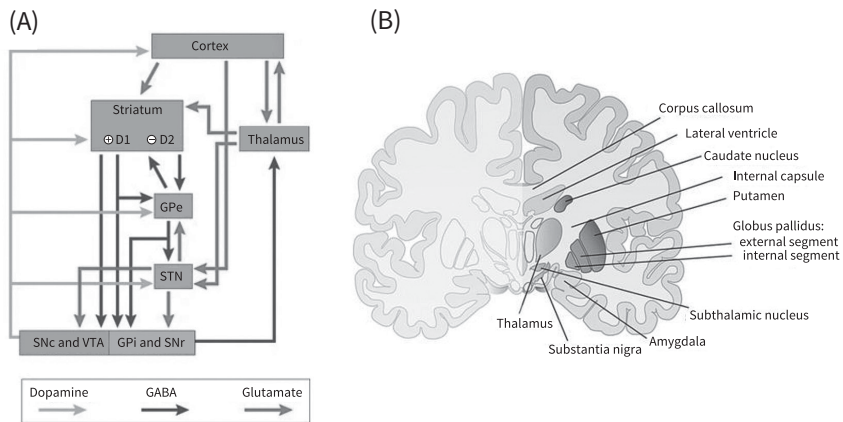 (A)
Cortex
Striatum
⊕ D1 ⊖ D2
Thalamus
GPe
STN
SNc and VTA GPi and SNr
Dopamine GABA Glutamate
(B)
Corpus callosum
Lateral ventricle
Caudate nucleus
Internal capsule
Putamen
Globus pallidus:
external segment
internal segment
Subthalamic nucleus
Thalamus
Amygdala
Substantia nigra